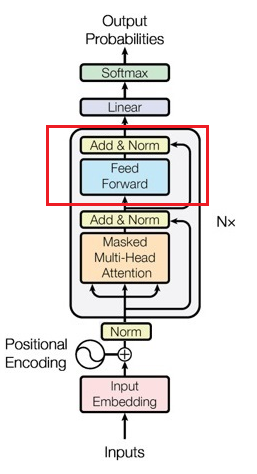 Output
Probabilities
Softmax
Linear
Add & Norm
Feed
Forward
Add & Norm
Masked
Multi-Head
Attention
N×
Norm
Positional
Encoding
Input
Embedding
Inputs